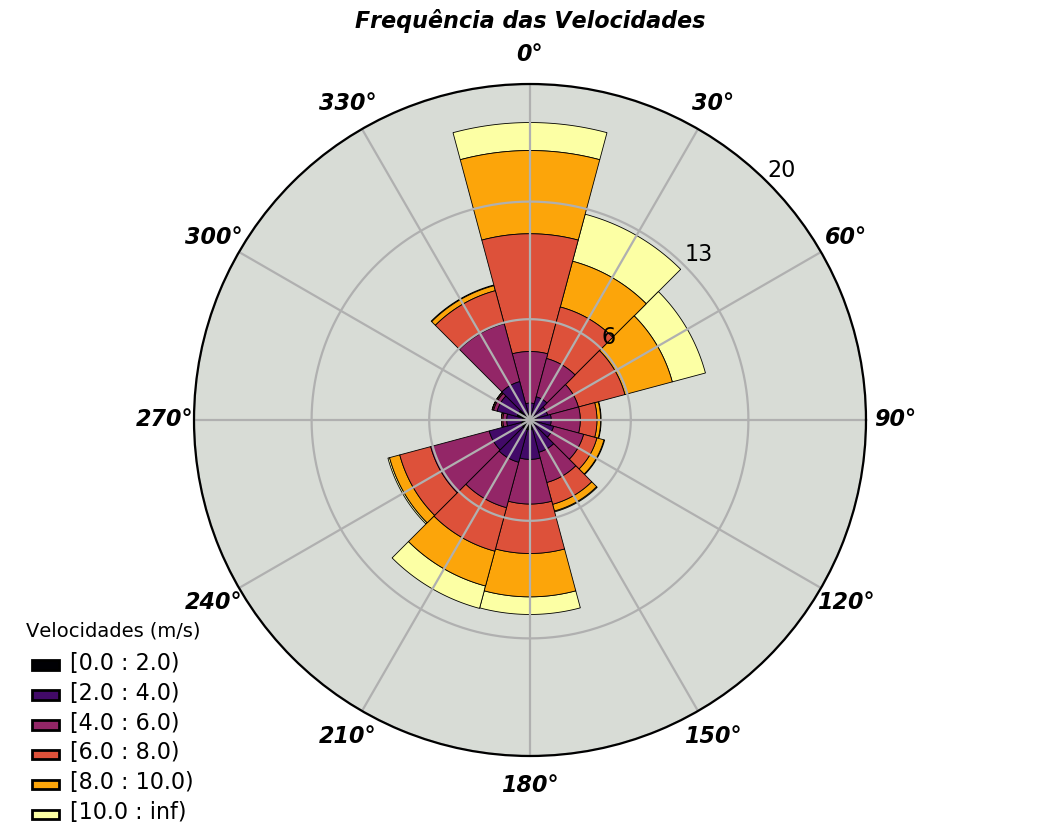 Frequência das Velocidades
0°
330°
30°
20
300°
60°
13
6
270°
90°
240°
120°
Velocidades (m/s)
[0.0 : 2.0)
[2.0 : 4.0)
[4.0 : 6.0)
210°
150°
[6.0 : 8.0)
[8.0 : 10.0)
180°
[10.0 : inf)